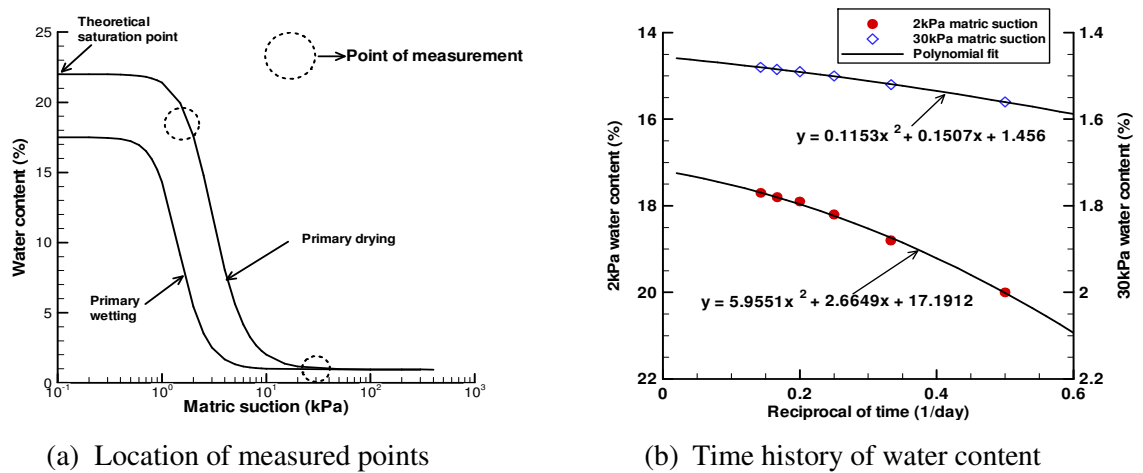 Theoretical
saturation point
Point of measurement
Primary drying
Primary
wetting
Water content (%)
25
20
15
10
5
0
10⁻¹
10⁰
10¹
10²
10³
Matric suction (kPa)
(a) Location of measured points
2kPa matric suction
30kPa matric suction
Polynomial fit
y = 0.1153x² + 0.1507x + 1.456
y = 5.9551x² + 2.6649x + 17.1912
2kPa water content (%)
14
16
18
20
22
30kPa water content (%)
1.4
1.6
1.8
2
2.2
0
0.2
0.4
0.6
Reciprocal of time (1/day)
(b) Time history of water content